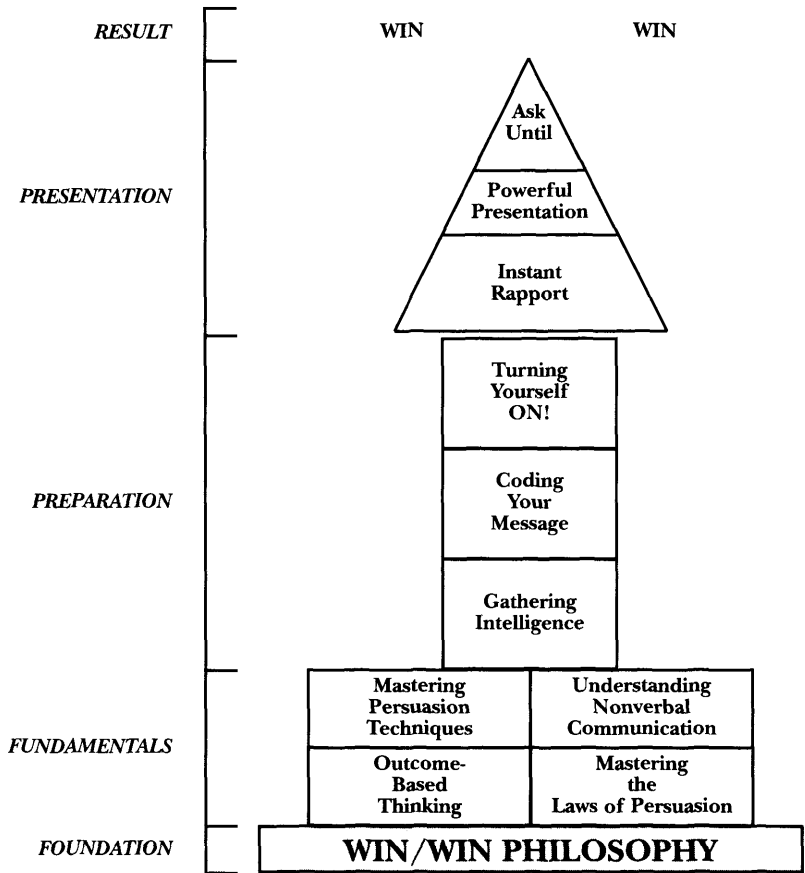 RESULT
WIN
WIN
PRESENTATION
Ask
Until
Powerful
Presentation
Instant
Rapport
PREPARATION
Turning
Yourself
ON!
Coding
Your
Message
Gathering
Intelligence
FUNDAMENTALS
Mastering
Persuasion
Techniques
Understanding
Nonverbal
Communication
Outcome-
Based
Thinking
Mastering
the
Laws of Persuasion
FOUNDATION
WIN/WIN PHILOSOPHY